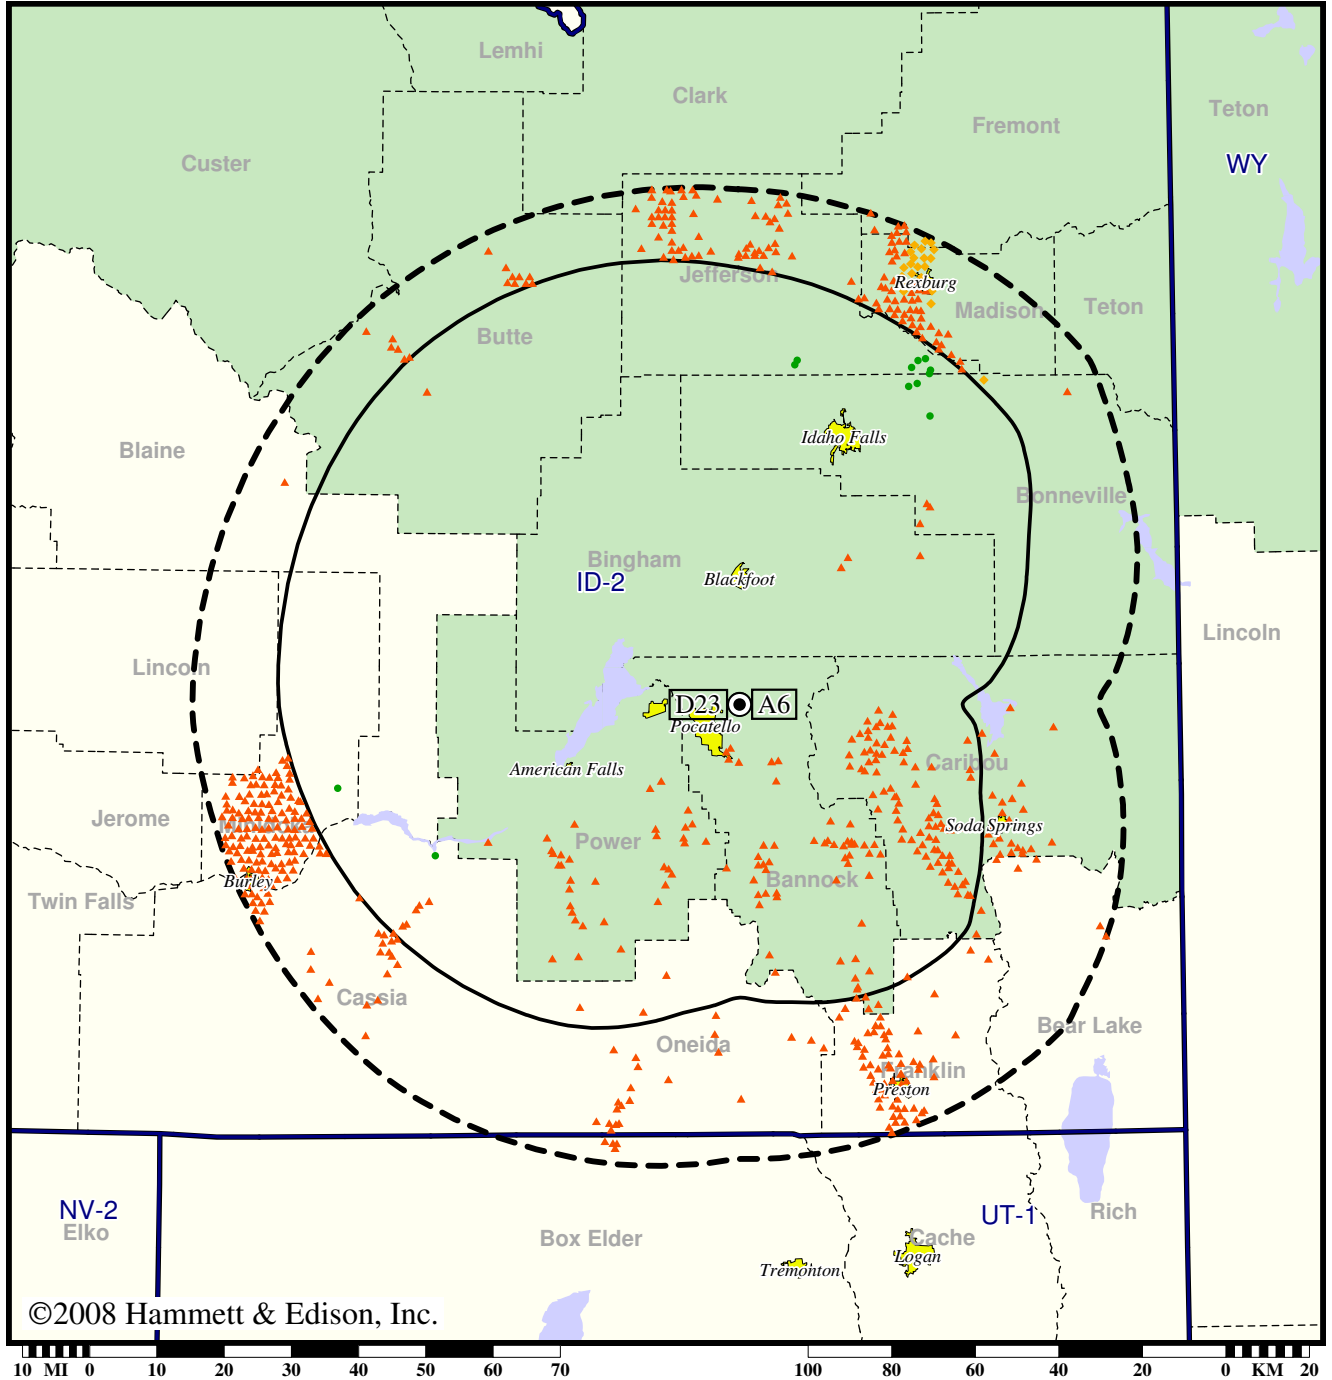 Lemhi
Clark
Teton
Fremont
Custer
WY
Jefferson
Rexburg
Madison
Teton
Butte
Idaho Falls
Blaine
Bonneville
Bingham
ID-2
Blackfoot
Lincoln
Lincoln
D23
A6
Pocatello
American Falls
Caribou
Jerome
Soda Springs
Power
Burley
Bannock
Twin Falls
Cassia
Bear Lake
Oneida
Franklin
Preston
NV-2
UT-1
Rich
Elko
Box Elder
Cache
Logan
Tremonton
©2008 Hammett & Edison, Inc.
10 MI 0 10 20 30 40 50 60 70
100 80 60 40 20 0 KM 20